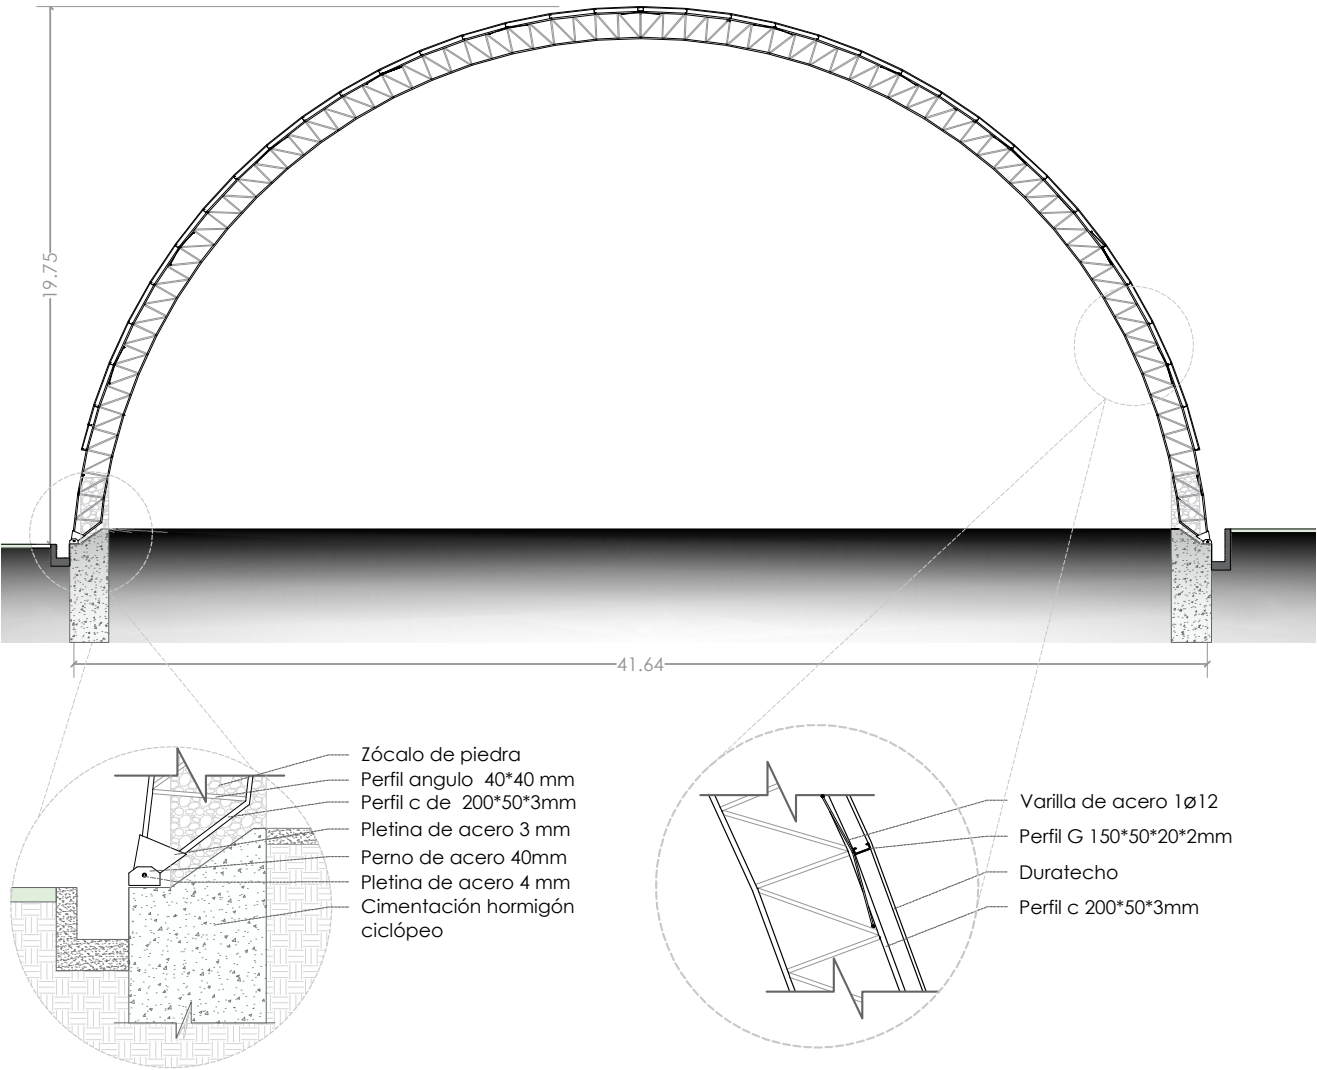 19.75
41.64
Zócalo de piedra
Perfil angulo 40*40 mm
Perfil c de 200*50*3mm
Pletina de acero 3 mm
Perno de acero 40mm
Pletina de acero 4 mm
Cimentación hormigón
ciclópeo
Varilla de acero 1ø12
Perfil G 150*50*20*2mm
Duratecho
Perfil c 200*50*3mm